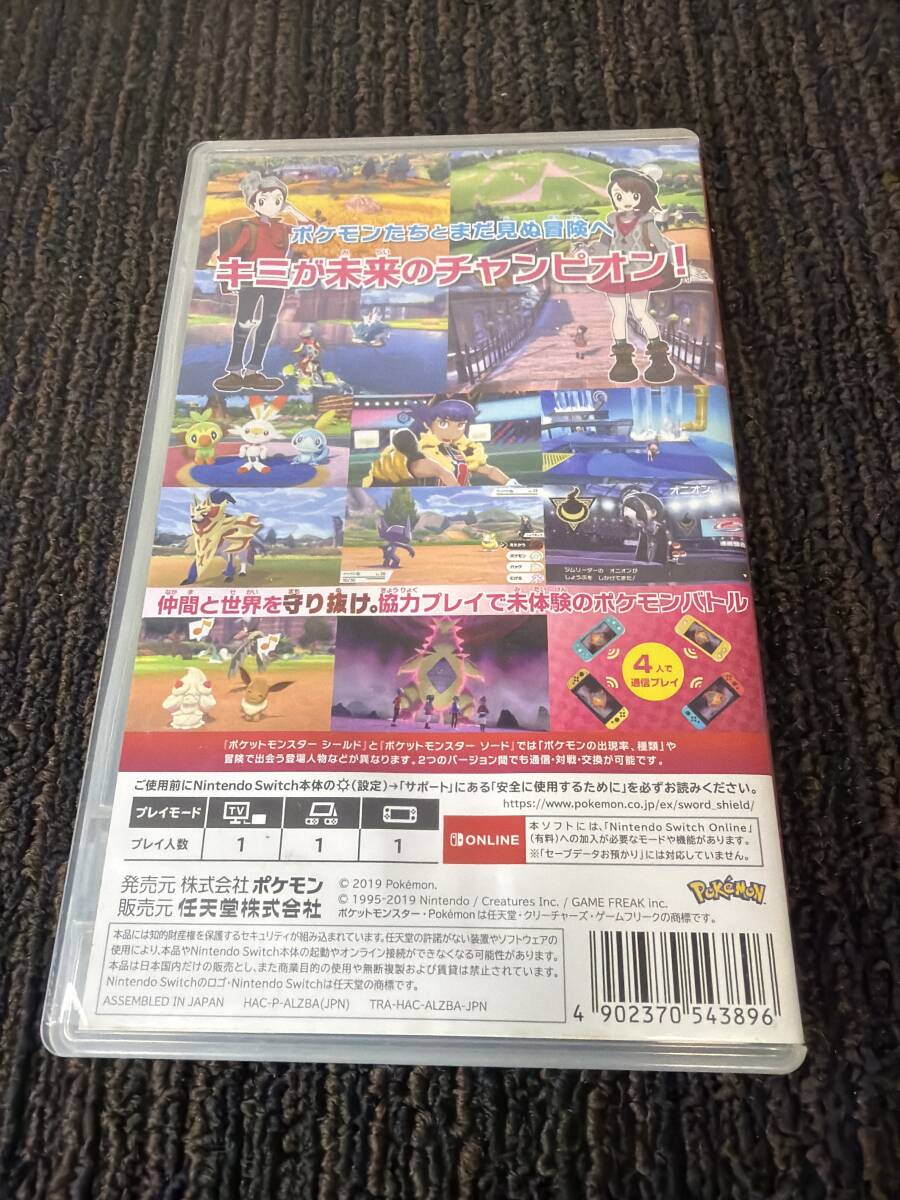 ポケモンたちとまだ見ぬ冒険へ
キミが未来のチャンピオン！
オニオン
ジムリーダーの オニオンが
しょうぶを しかけてきた！
仲間と世界を守り抜け。協力プレイで未体験のポケモンバトル
4人で
通信プレイ
『ポケットモンスター シールド』と『ポケットモンスター ソード』では「ポケモンの出現率、種類」や
冒険で出会う登場人物などが異なります。2つのバージョン間でも通信・対戦・交換が可能です。
ご使用前にNintendo Switch本体の(設定)→「サポート」にある「安全に使用するために」を必ずお読みください。
https://www.pokemon.co.jp/ex/sword_shield/
プレイモード TV
プレイ人数 1 1 1
ONLINE
本ソフトには、「Nintendo Switch Online」
(有料)への加入が必要なモードや機能があります。
※「セーブデータお預かり」には対応していません。
発売元 株式会社ポケモン
販売元 任天堂株式会社
© 2019 Pokémon.
© 1995-2019 Nintendo / Creatures Inc. / GAME FREAK inc.
ポケットモンスター・Pokémonは任天堂・クリーチャーズ・ゲームフリークの商標です。
POKéMON
本品には知的財産権を保護するセキュリティが組み込まれています。任天堂の許諾がない装置やソフトウェアの
使用により、本品やNintendo Switch本体の起動やオンライン接続ができなくなる可能性があります。
本品は日本国内だけの販売とし、また商業目的の使用や無断複製および賃貸は禁止されています。
Nintendo Switchのロゴ・Nintendo Switchは任天堂の商標です。
ASSEMBLED IN JAPAN HAC-P-ALZBA(JPN) TRA-HAC-ALZBA-JPN
4 902370 543896